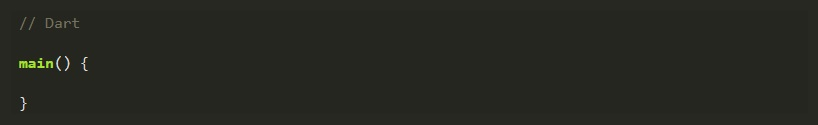 // Dart
main() {
}